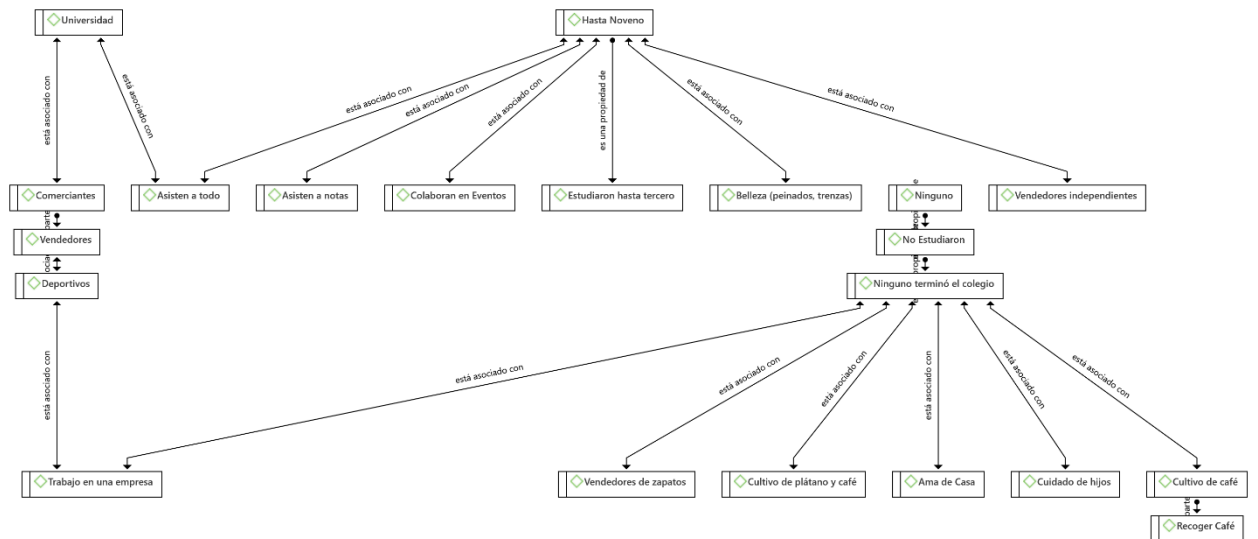 Universidad
Hasta Noveno
está asociado con
está asociado con
está asociado con
está asociado con
está asociado con
es una propiedad de
está asociado con
está asociado con
Comerciantes
Asisten a todo
Asisten a notas
Colaboran en Eventos
Estudiaron hasta tercero
Belleza (peinados, trenzas)
Ninguno
Vendedores independientes
Vendedores
No Estudiaron
Deportivos
Ninguno terminó el colegio
está asociado con
está asociado con
está asociado con
está asociado con
está asociado con
está asociado con
está asociado con
Trabajo en una empresa
Vendedores de zapatos
Cultivo de plátano y café
Ama de Casa
Cuidado de hijos
Cultivo de café
Recoger Café